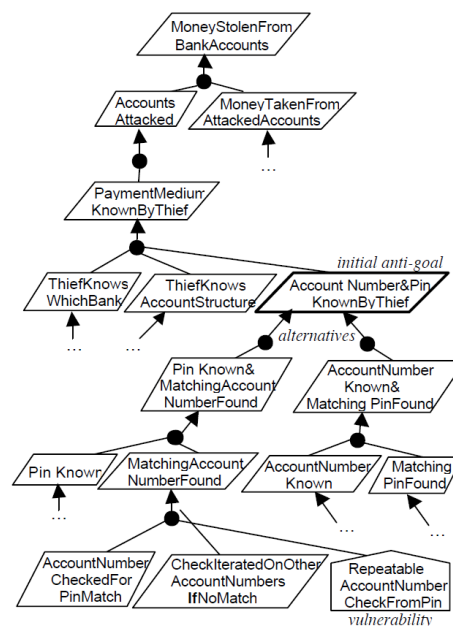 MoneyStolenFrom
BankAccounts
Accounts
Attacked
MoneyTakenFrom
AttackedAccounts
...
PaymentMedium
KnownByThief
initial anti-goal
ThiefKnows
WhichBank
ThiefKnows
AccountStructure
Account Number&Pin
KnownByThief
...
...
alternatives
Pin Known&
MatchingAccount
NumberFound
AccountNumber
Known&
Matching PinFound
Pin Known
MatchingAccount
NumberFound
AccountNumber
Known
Matching
PinFound
...
...
...
AccountNumber
CheckedFor
PinMatch
CheckIteratedOnOther
AccountNumbers
IfNoMatch
Repeatable
AccountNumber
CheckFromPin
vulnerability